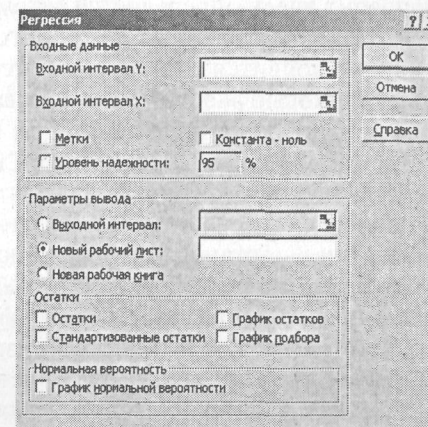 Регрессия
Входные данные
Входной интервал Y:
Входной интервал X:
Метки
Константа - ноль
Уровень надежности: 95 %
OK
Отмена
Справка
Параметры вывода
Выходной интервал:
Новый рабочий лист:
Новая рабочая книга
Остатки
Остатки
График остатков
Стандартизованные остатки
График подбора
Нормальная вероятность
График нормальной вероятности